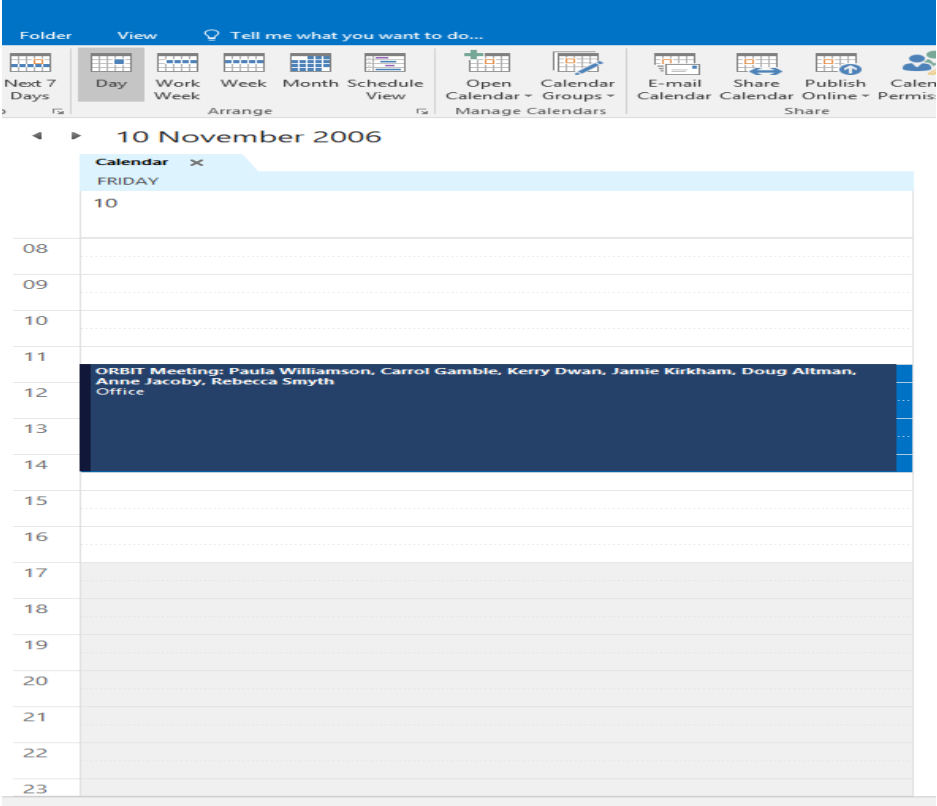 Folder View Tell me what you want to do...
Next 7 Day Work Week Month Schedule Open Calendar E-mail Share Publish
Days Week View Calendar Groups Calendar Calendar Online
Arrange Manage Calendars Share
10 November 2006
Calendar
FRIDAY
10
08
09
10
11
ORBIT Meeting: Paula Williamson, Carrol Gamble, Kerry Dwan, Jamie Kirkham, Doug Altman,
Anne Jacoby, Rebecca Smyth
12 Office
13
14
15
16
17
18
19
20
21
22
23